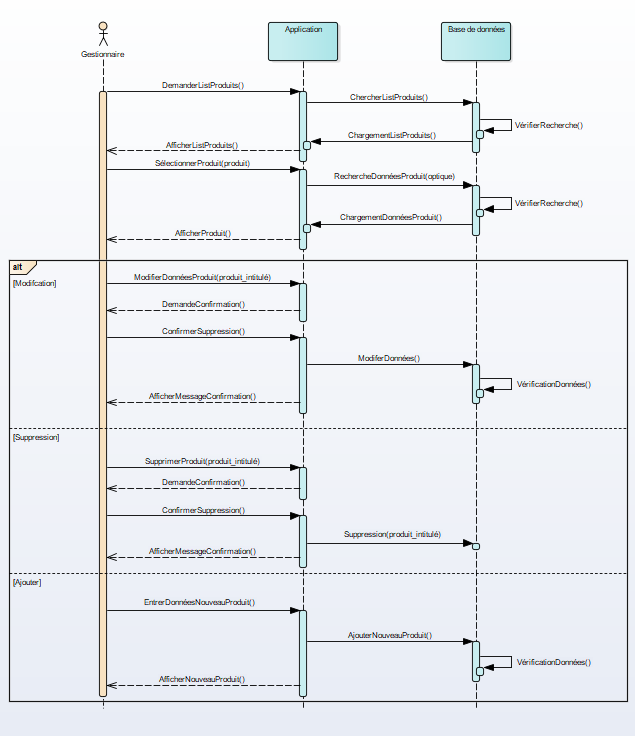 Gestionnaire
Application
Base de données
DemanderListProduits()
ChercherListProduits()
VérifierRecherche()
ChargementListProduits()
AfficherListProduits()
SélectionnerProduit(produit)
RechercheDonnéesProduit(optique)
VérifierRecherche()
ChargementDonnéesProduit()
AfficherProduit()
alt
[Modifcation]
ModifierDonnéesProduit(produit_intitulé)
DemandeConfirmation()
ConfirmerSuppression()
ModiferDonnées()
VérificationDonnées()
AfficherMessageConfirmation()
[Suppression]
SupprimerProduit(produit_intitulé)
DemandeConfirmation()
ConfirmerSuppression()
Suppression(produit_intitulé)
AfficherMessageConfirmation()
[Ajouter]
EntrerDonnéesNouveauProduit()
AjouterNouveauProduit()
VérificationDonnées()
AfficherNouveauProduit()